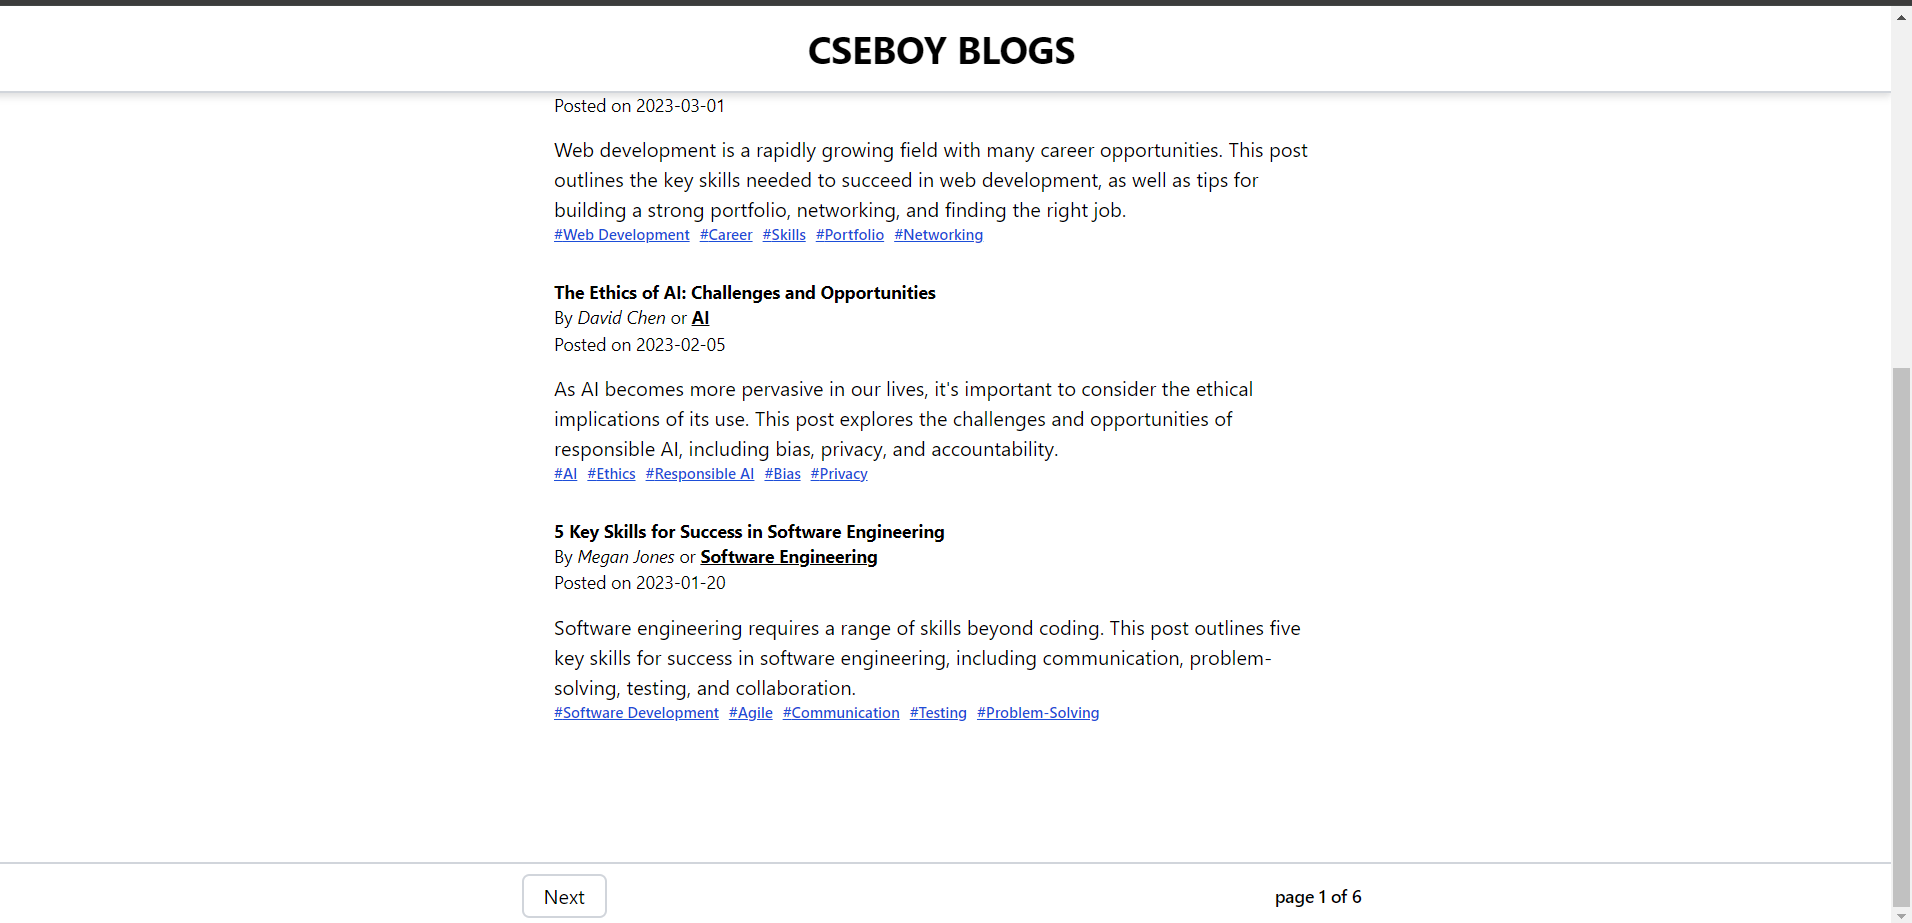 CSEBOY BLOGS
Posted on 2023-03-01
Web development is a rapidly growing field with many career opportunities. This post
outlines the key skills needed to succeed in web development, as well as tips for
building a strong portfolio, networking, and finding the right job.
#Web Development #Career #Skills #Portfolio #Networking
The Ethics of AI: Challenges and Opportunities
By David Chen or AI
Posted on 2023-02-05
As AI becomes more pervasive in our lives, it's important to consider the ethical
implications of its use. This post explores the challenges and opportunities of
responsible AI, including bias, privacy, and accountability.
#AI #Ethics #Responsible AI #Bias #Privacy
5 Key Skills for Success in Software Engineering
By Megan Jones or Software Engineering
Posted on 2023-01-20
Software engineering requires a range of skills beyond coding. This post outlines five
key skills for success in software engineering, including communication, problem-
solving, testing, and collaboration.
#Software Development #Agile #Communication #Testing #Problem-Solving
Next page 1 of 6